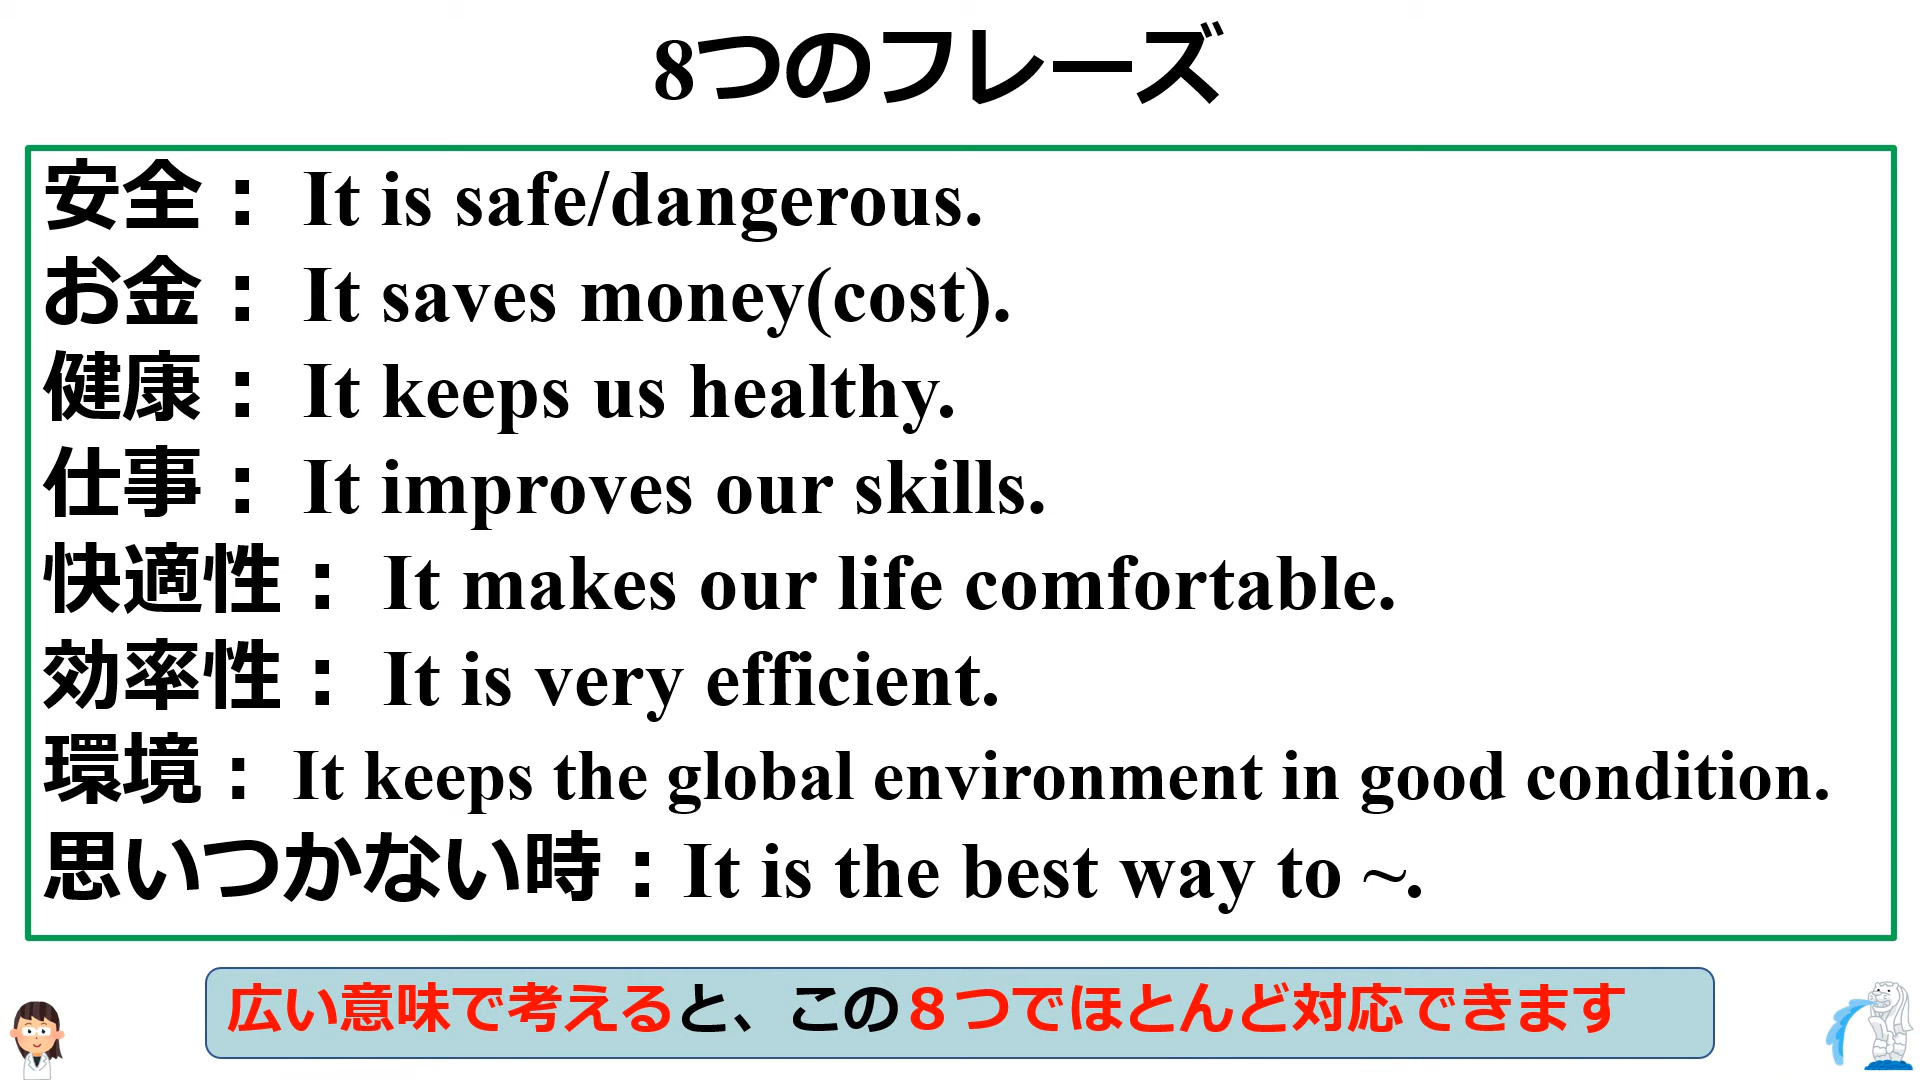 8つのフレーズ
安全： It is safe/dangerous.
お金： It saves money(cost).
健康： It keeps us healthy.
仕事： It improves our skills.
快適性： It makes our life comfortable.
効率性： It is very efficient.
環境： It keeps the global environment in good condition.
思いつかない時：It is the best way to ~.
広い意味で考えると、この８つでほとんど対応できます